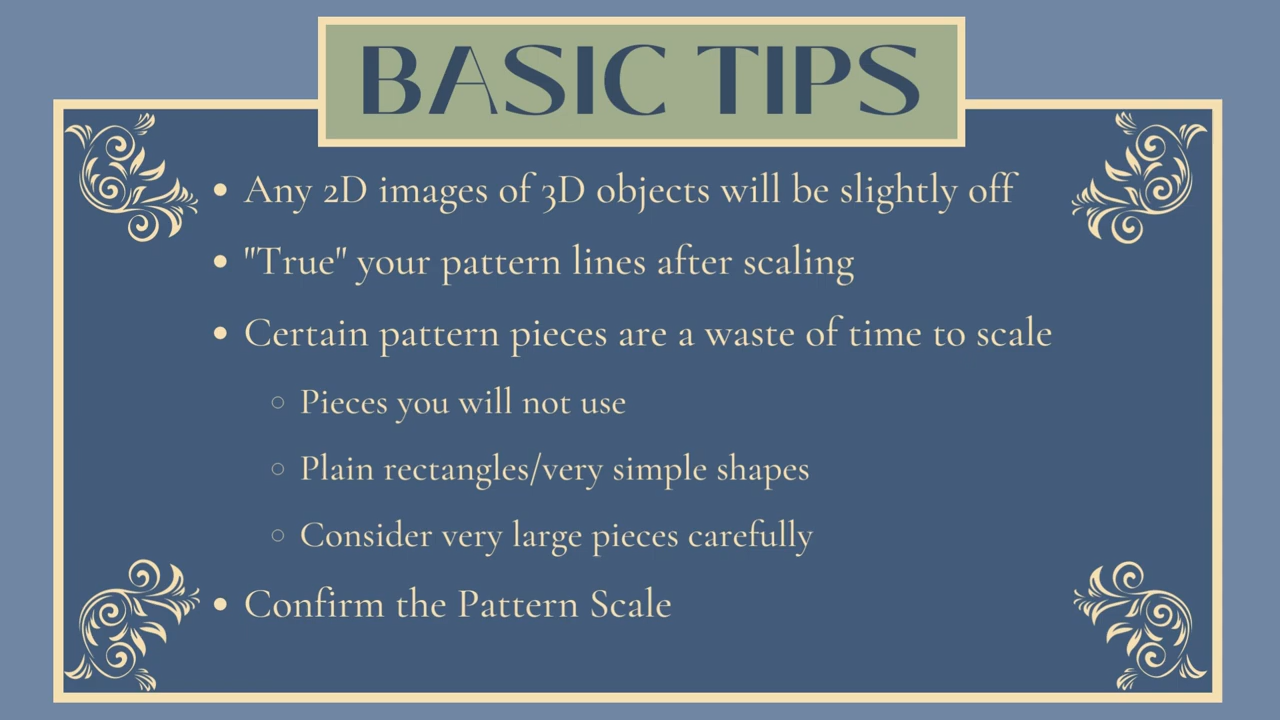 BASIC TIPS
• Any 2D images of 3D objects will be slightly off
• "True" your pattern lines after scaling
• Certain pattern pieces are a waste of time to scale
○ Pieces you will not use
○ Plain rectangles/very simple shapes
○ Consider very large pieces carefully
• Confirm the Pattern Scale